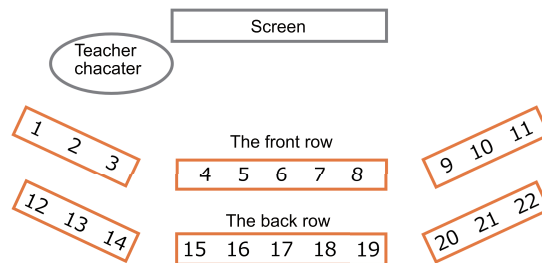 Screen
Teacher
chacater
1 2 3
The front row
4 5 6 7 8
9 10 11
12 13 14
The back row
15 16 17 18 19
20 21 22